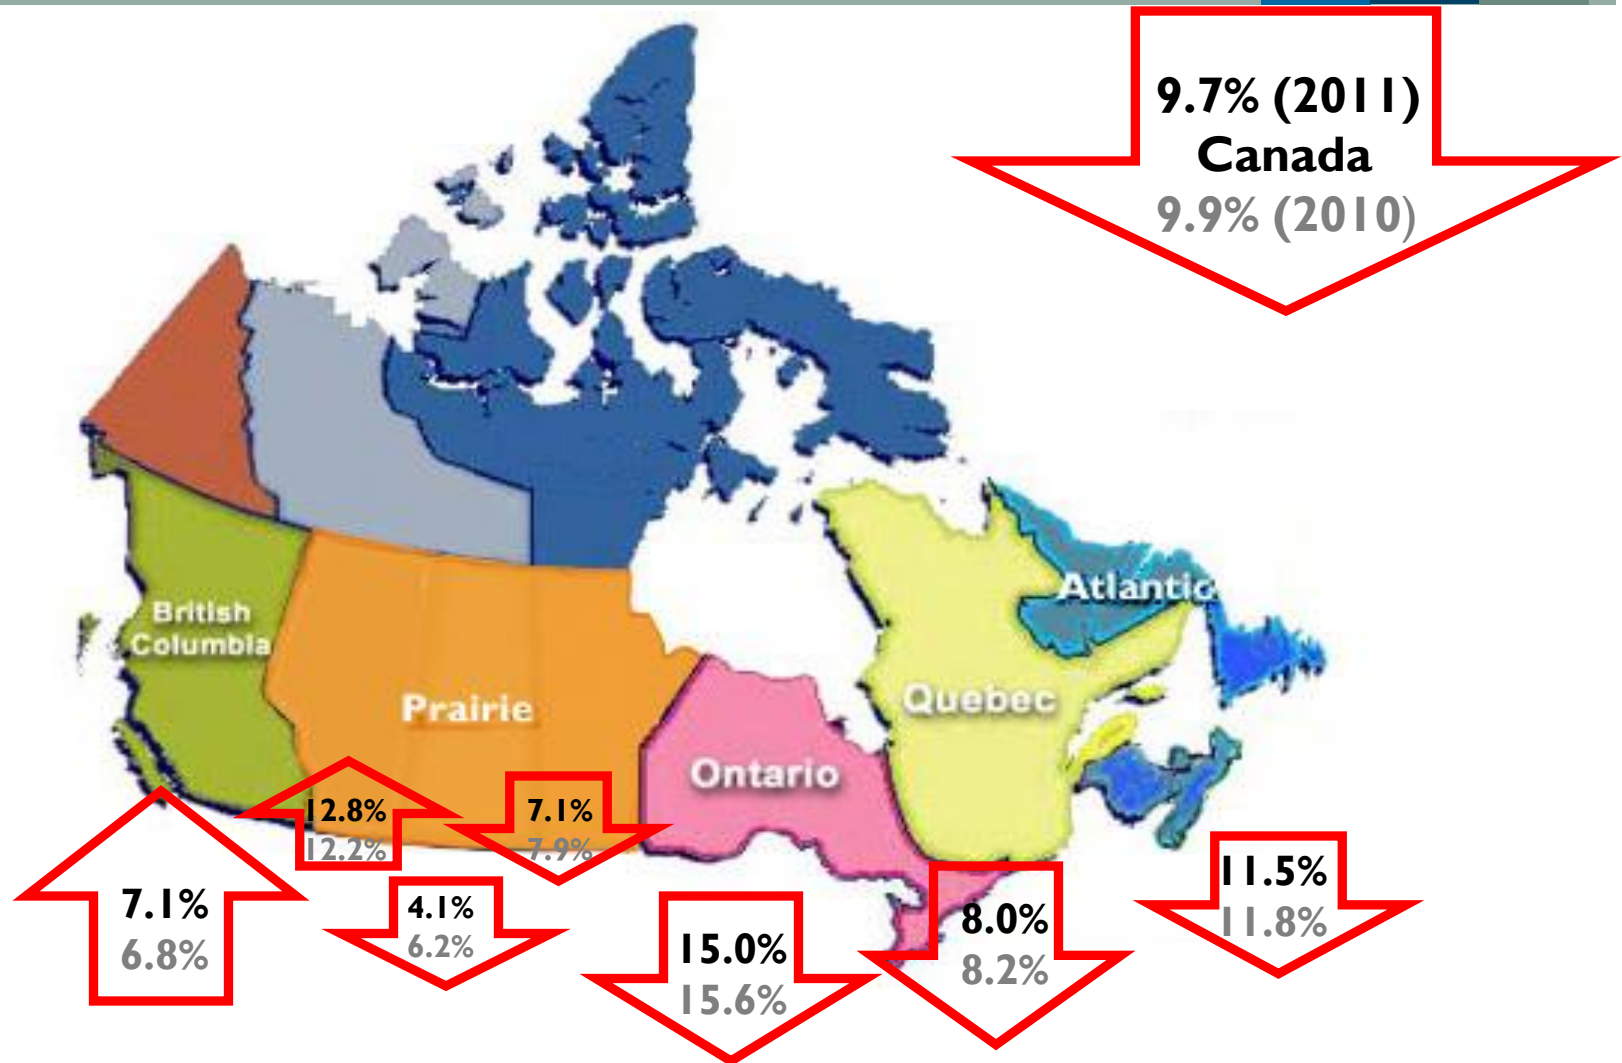 9.7% (2011)
Canada
9.9% (2010)
British
Columbia
Prairie
Ontario
Quebec
Atlantic
7.1%
6.8%
12.8%
12.2%
4.1%
6.2%
7.1%
7.9%
15.0%
15.6%
8.0%
8.2%
11.5%
11.8%